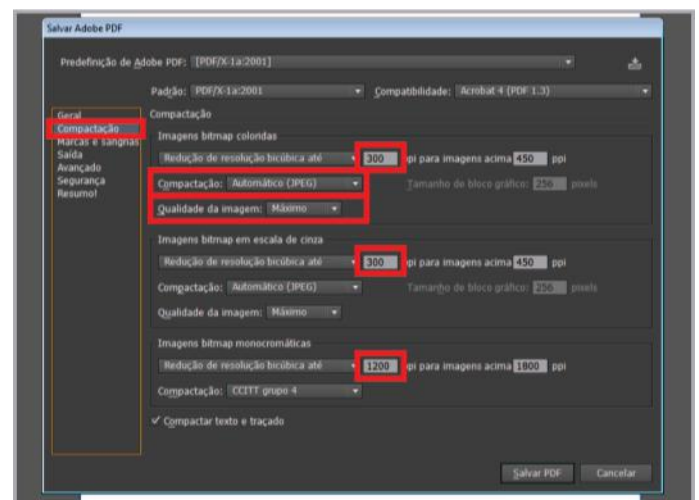 Salvar Adobe PDF
Predefinição de Adobe PDF: [PDF/X-1a:2001]
Padrão: PDF/X-1a:2001 Compatibilidade: Acrobat 4 (PDF 1.3)
Geral
Compactação
Marcas e sangrias
Saída
Avançado
Segurança
Resumo!
Compactação
Imagens bitmap coloridas
Redução de resolução bicúbica até 300 ppi para imagens acima 450 ppi
Compactação: Automático (JPEG) Tamanho de bloco gráfico: 256 pixels
Qualidade da imagem: Máximo
Imagens bitmap em escala de cinza
Redução de resolução bicúbica até 300 ppi para imagens acima 450 ppi
Compactação: Automático (JPEG) Tamanho de bloco gráfico: 256 pixels
Qualidade da imagem: Máximo
Imagens bitmap monocromáticas
Redução de resolução bicúbica até 1200 ppi para imagens acima 1800 ppi
Compactação: CCITT grupo 4
Compactar texto e traçado
Salvar PDF Cancelar